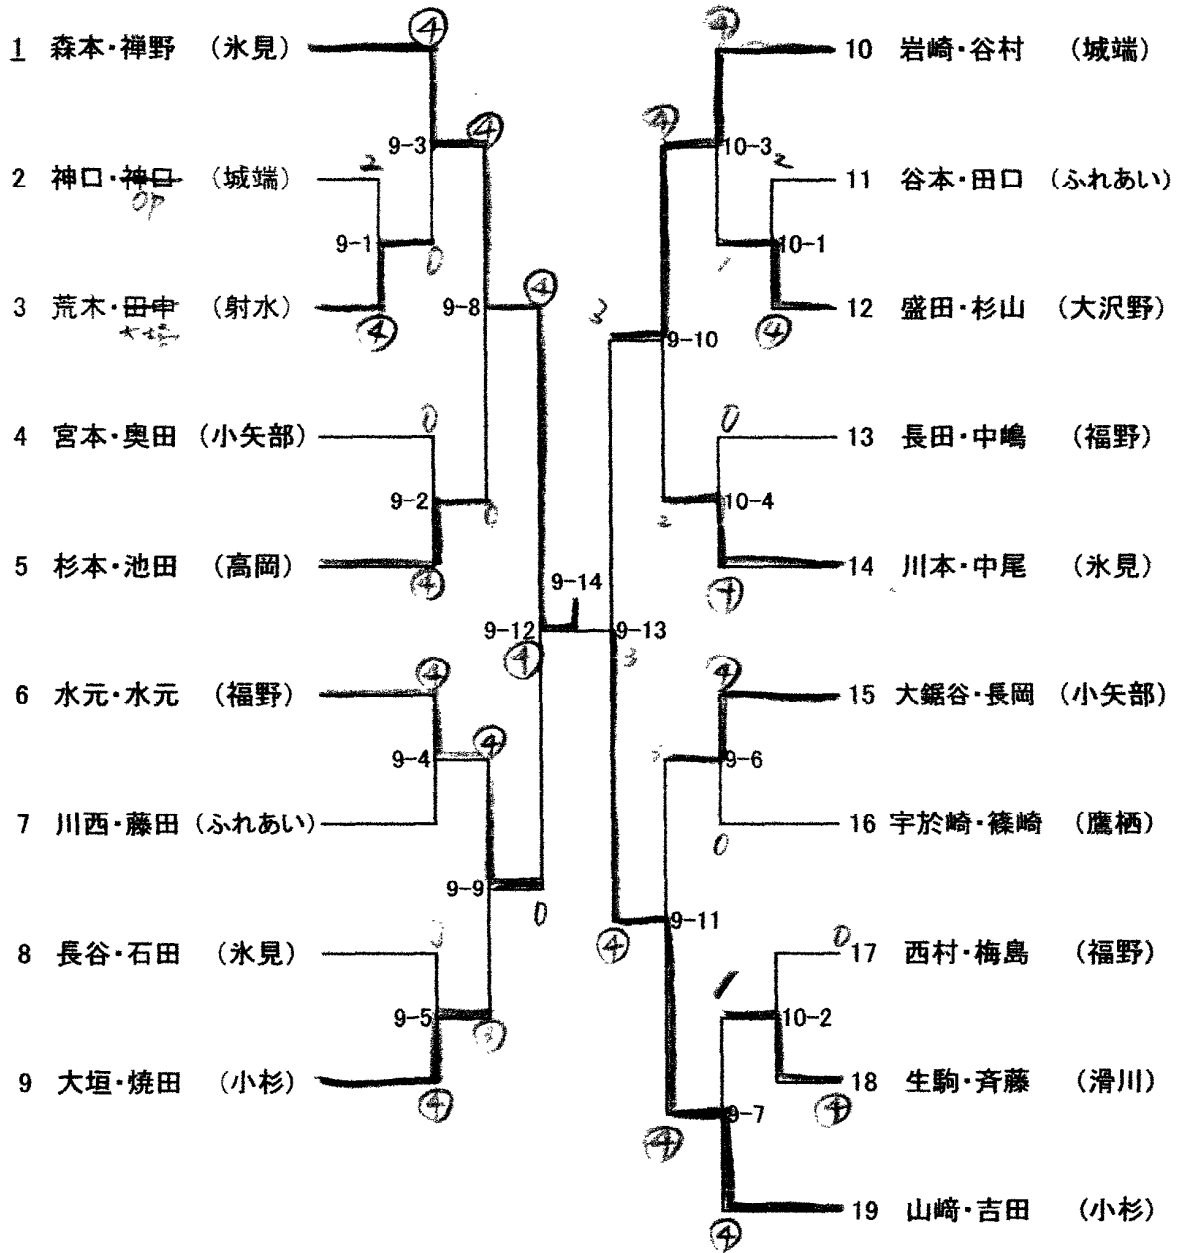 ④
④
1 森本・禅野 (氷見)
10 岩崎・谷村 (城端)
④
④
9-3
10-3
2
2
2 神口・神口 (城端)
11 谷本・田口 (ふれあい)
9-1
10-1
0
1
④
3 荒木・田中 (射水)
9-8
12 盛田・杉山 (大沢野)
3
④
④
9-10
0
0
4 宮本・奥田 (小矢部)
13 長田・中嶋 (福野)
9-2
10-4
0
2
5 杉本・池田 (高岡)
14 川本・中尾 (氷見)
④
9-14
④
9-12
9-13
④
3
④
④
6 水元・水元 (福野)
15 大鋸谷・長岡 (小矢部)
④
9-4
9-6
7 川西・藤田 (ふれあい)
16 宇於崎・篠崎 (鷹栖)
0
9-9
0
9-11
④
0
8 長谷・石田 (氷見)
17 西村・梅島 (福野)
1
9-5
10-2
9 大垣・焼田 (小杉)
18 生駒・斉藤 (滑川)
④
④
9-7
④
19 山﨑・吉田 (小杉)
④